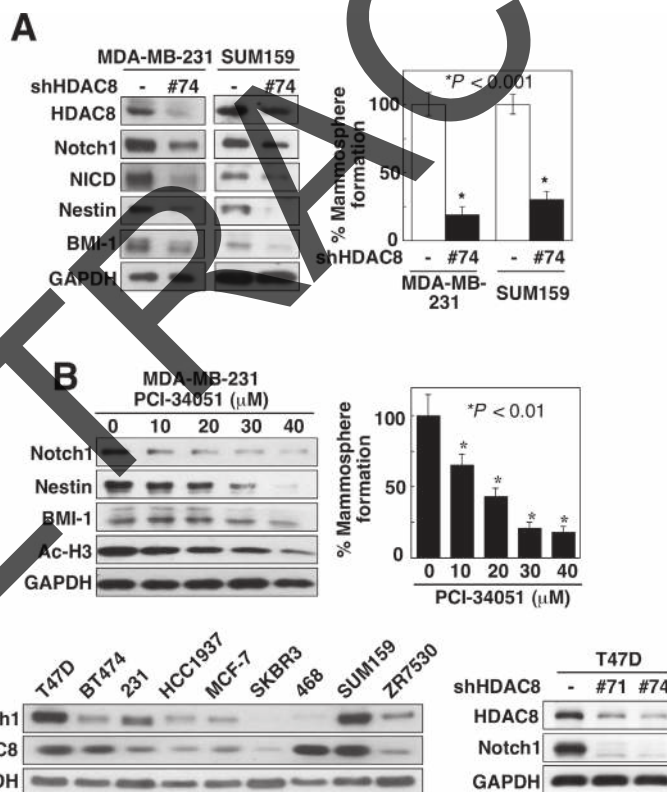 A
MDA-MB-231 SUM159
shHDAC8 - #74 - #74
HDAC8
Notch1
NICD
Nestin
BMI-1
GAPDH
% Mammosphere
formation
*P < 0.001
100
50
0
shHDAC8 - #74 - #74
MDA-MB-
231
SUM159
B
MDA-MB-231
PCI-34051 (μM)
0 10 20 30 40
Notch1
Nestin
BMI-1
Ac-H3
GAPDH
% Mammosphere
formation
*P < 0.01
100
* * * *
50
0
0 10 20 30 40
PCI-34051 (μM)
T47D BT474 231 HCC1937 MCF-7 SKBR3 468 SUM159 ZR7530
h1
C8
DH
T47D
shHDAC8 - #71 #74
HDAC8
Notch1
GAPDH
TRAC